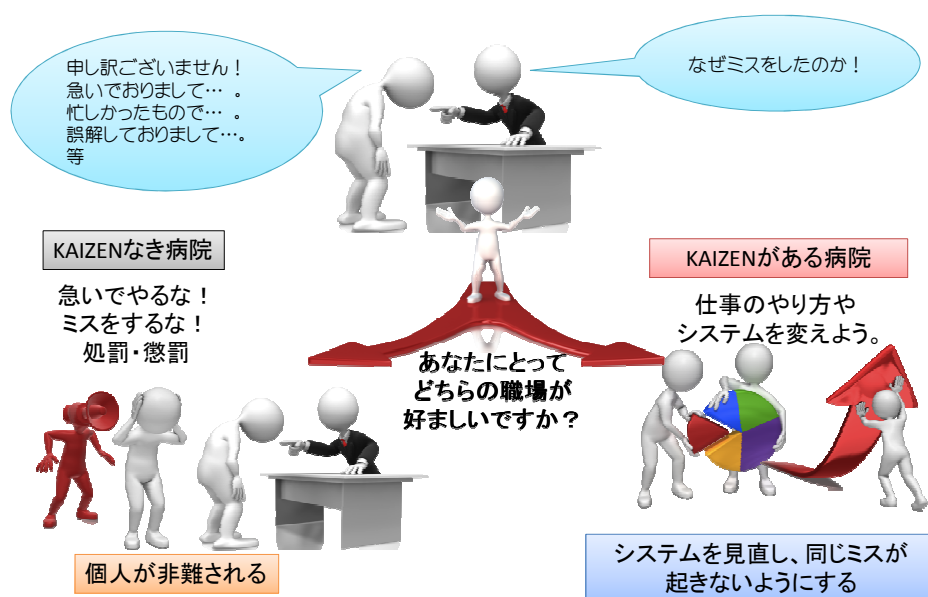 申し訳ございません！
急いでおりまして… 。
忙しかったもので… 。
誤解しておりまして…。
等
なぜミスをしたのか！
KAIZENなき病院
急いでやるな！
ミスをするな！
処罰・懲罰
個人が非難される
あなたにとって
どちらの職場が
好ましいですか？
KAIZENがある病院
仕事のやり方や
システムを変えよう。
システムを見直し、同じミスが
起きないようにする